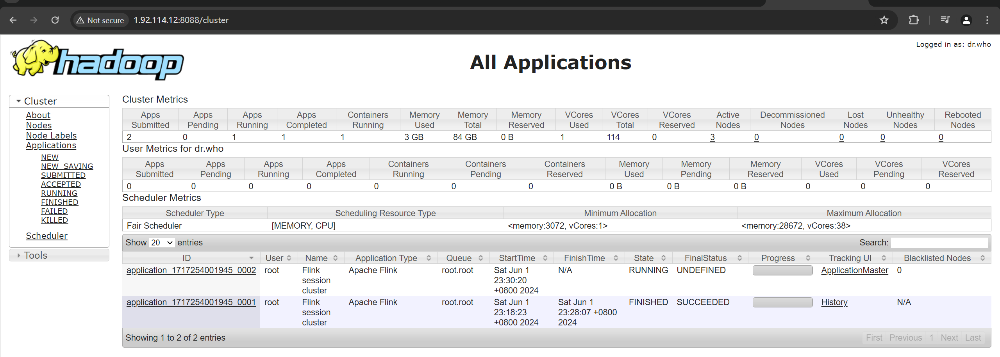 Not secure 1.92.114.12:8088/cluster
hadoop
All Applications
Logged in as: dr.who
Cluster
About
Nodes
Node Labels
Applications
NEW
NEW_SAVING
SUBMITTED
ACCEPTED
RUNNING
FINISHED
FAILED
KILLED
Scheduler
Tools
Cluster Metrics
Apps Submitted Apps Pending Apps Running Apps Completed Containers Running Memory Used Memory Total Memory Reserved VCores Used VCores Total VCores Reserved Active Nodes Decommissioned Nodes Lost Nodes Unhealthy Nodes Rebooted Nodes
2 0 1 1 1 3 GB 84 GB 0 B 1 114 0 3 0 0 0 0
User Metrics for dr.who
Apps Submitted Apps Pending Apps Running Apps Completed Containers Running Containers Pending Containers Reserved Memory Used Memory Pending Memory Reserved VCores Used VCores Pending VCores Reserved
0 0 0 0 0 0 0 0 B 0 B 0 B 0 0 0
Scheduler Metrics
Scheduler Type Scheduling Resource Type Minimum Allocation Maximum Allocation
Fair Scheduler [MEMORY, CPU] <memory:3072, vCores:1> <memory:28672, vCores:38>
Show 20 entries Search:
ID User Name Application Type Queue StartTime FinishTime State FinalStatus Progress Tracking UI Blacklisted Nodes
application_1717254001945_0002 root Flink session cluster Apache Flink root.root Sat Jun 1 23:30:20 +0800 2024 N/A RUNNING UNDEFINED ApplicationMaster 0
application_1717254001945_0001 root Flink session cluster Apache Flink root.root Sat Jun 1 23:18:23 +0800 2024 Sat Jun 1 23:28:07 +0800 2024 FINISHED SUCCEEDED History N/A
Showing 1 to 2 of 2 entries First Previous 1 Next Last